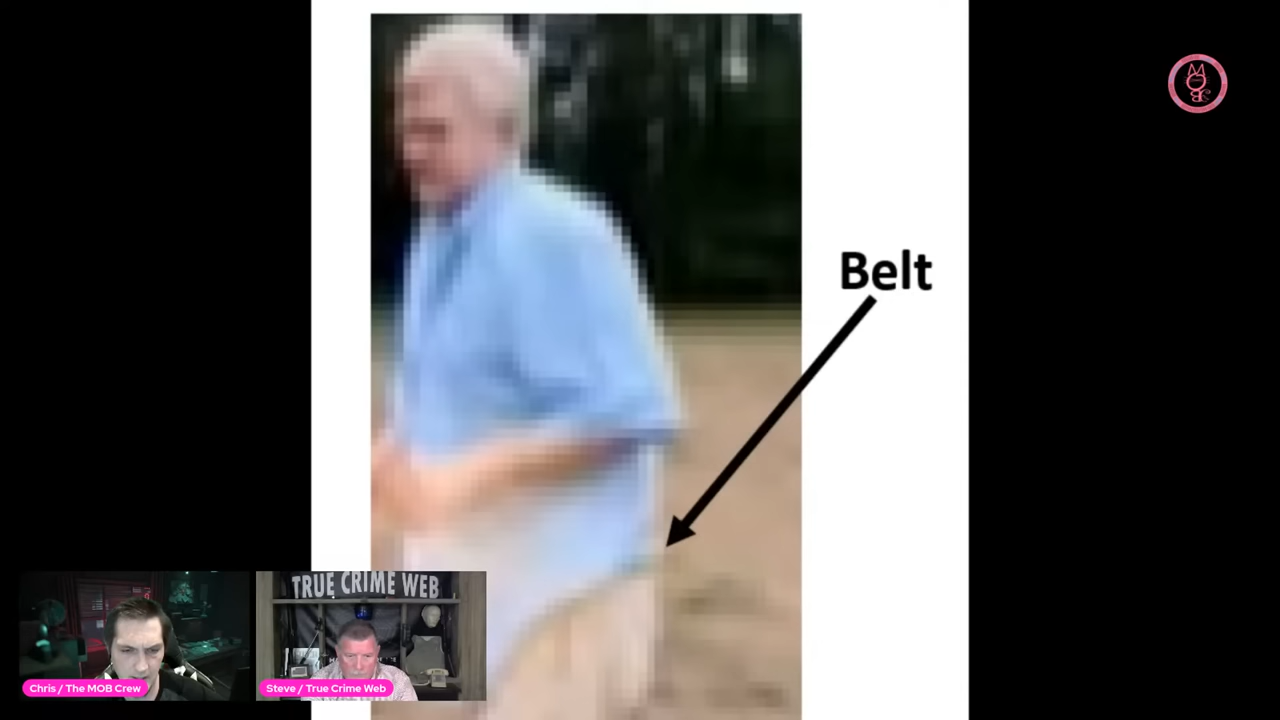 Belt
TRUE CRIME WEB
Chris / The MOB Crew
Steve / True Crime Web